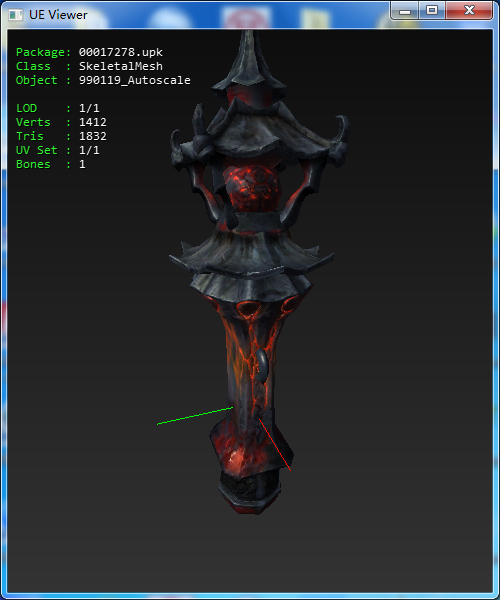 UE Viewer
Package: 00017278.upk
Class  : SkeletalMesh
Object : 990119_Autoscale
LOD    : 1/1
Verts  : 1412
Tris   : 1832
UV Set : 1/1
Bones  : 1